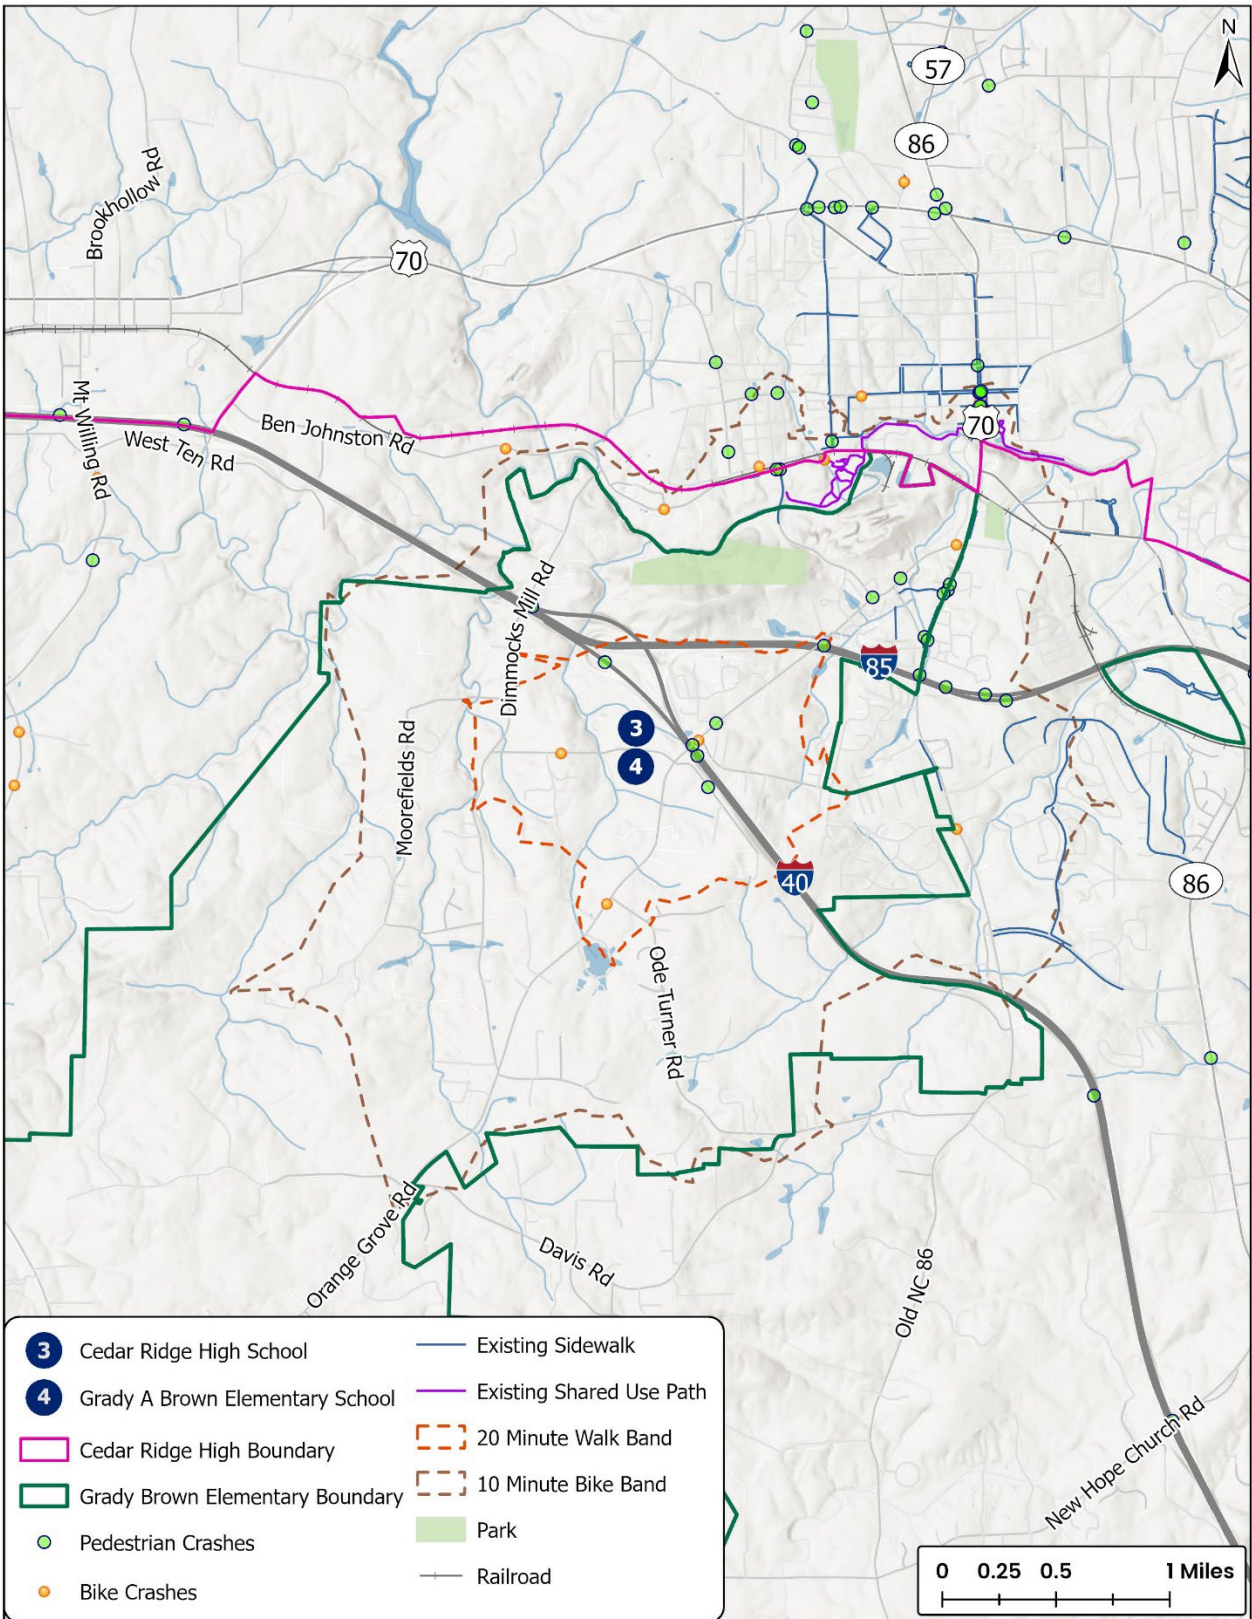 N
57
86
Brookhollow Rd
70
70
Mt Willing Rd
West Ten Rd
Ben Johnston Rd
Dimmocks Mill Rd
85
3
4
Moorefields Rd
40
86
Ode Turner Rd
Orange Grove Rd
Davis Rd
Old NC 86
New Hope Church Rd
3 Cedar Ridge High School
4 Grady A Brown Elementary School
Cedar Ridge High Boundary
Grady Brown Elementary Boundary
Pedestrian Crashes
Bike Crashes
Existing Sidewalk
Existing Shared Use Path
20 Minute Walk Band
10 Minute Bike Band
Park
Railroad
0 0.25 0.5 1 Miles